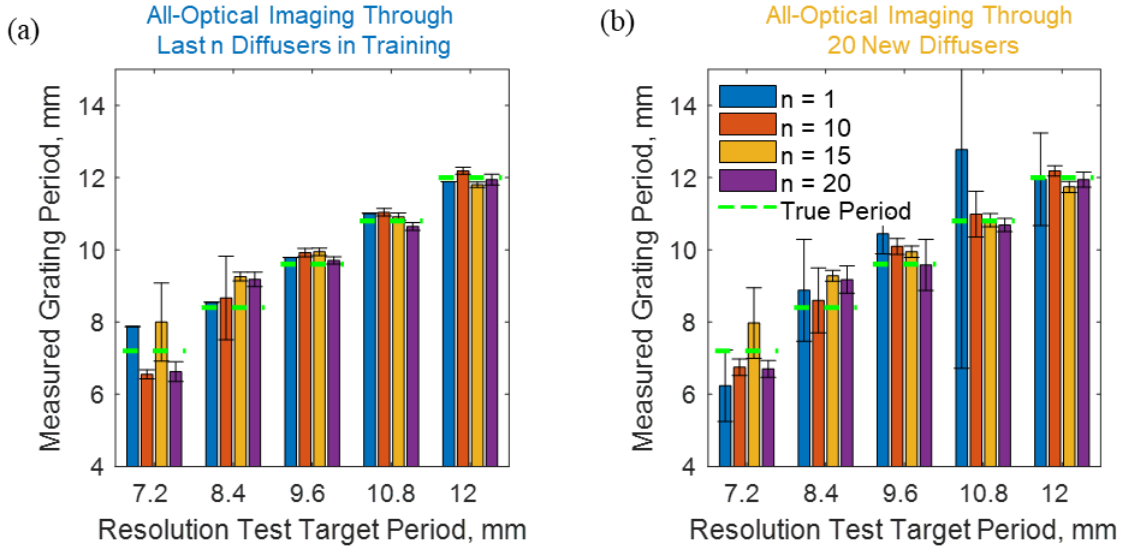 (a)
All-Optical Imaging Through
Last n Diffusers in Training
Measured Grating Period, mm
14
12
10
8
6
4
7.2 8.4 9.6 10.8 12
Resolution Test Target Period, mm
(b)
All-Optical Imaging Through
20 New Diffusers
Measured Grating Period, mm
14
12
10
8
6
4
n = 1
n = 10
n = 15
n = 20
True Period
7.2 8.4 9.6 10.8 12
Resolution Test Target Period, mm